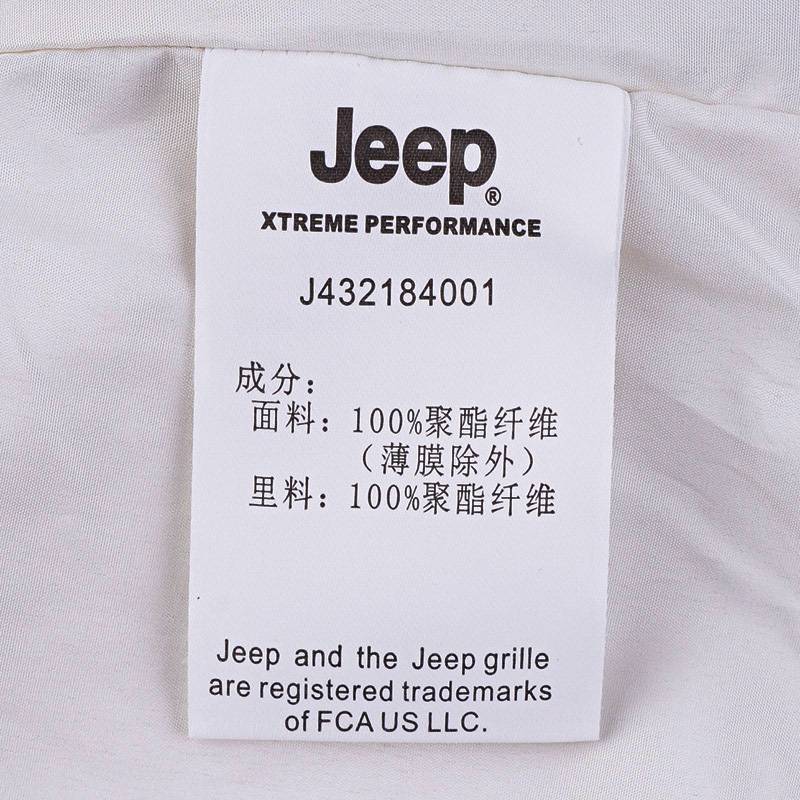 Jeep®
XTREME PERFORMANCE
J432184001
成分：
面料：100%聚酯纤维
（薄膜除外）
里料：100%聚酯纤维
Jeep and the Jeep grille
are registered trademarks
of FCA US LLC.